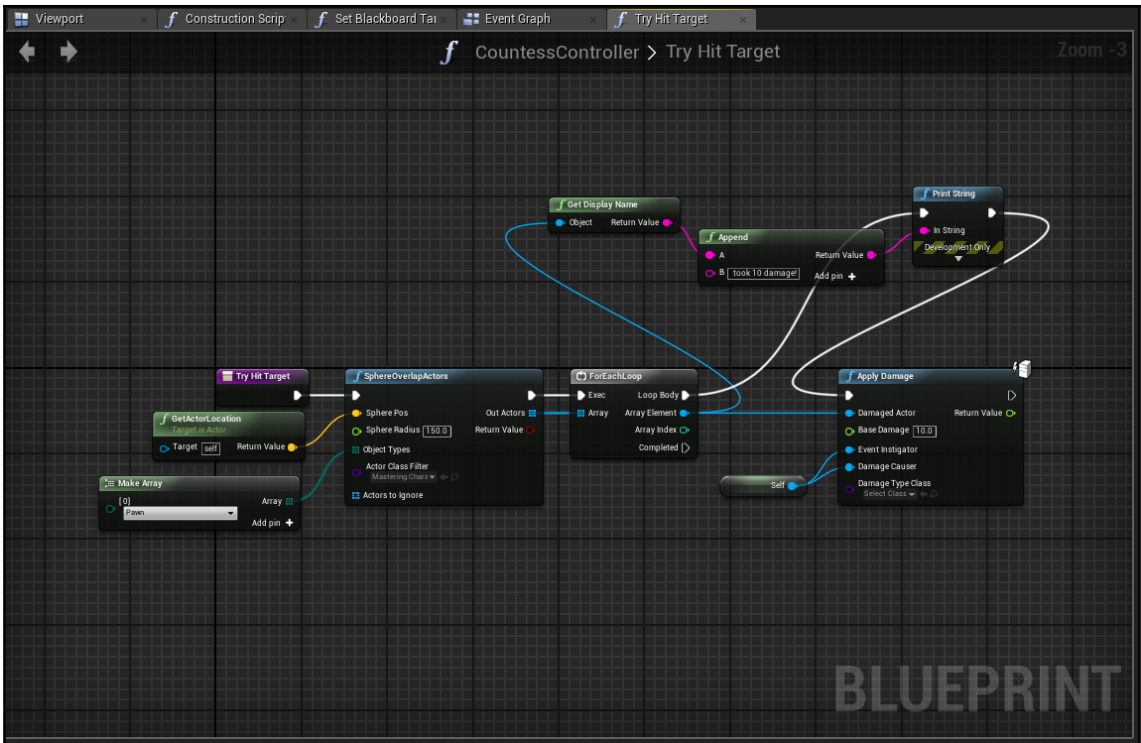 Viewport
Construction Scrip
Set Blackboard Tar
Event Graph
Try Hit Target
CountessController > Try Hit Target
Zoom -3
Get Display Name
Object Return Value
Append
A Return Value
B took 10 damage!
Add pin +
Print String
In String
Development Only
Try Hit Target
GetActorLocation
Target is Actor
Target self Return Value
Make Array
[0] Array
Pawn
Add pin +
SphereOverlapActors
Sphere Pos Out Actors
Sphere Radius 150.0 Return Value
Object Types
Actor Class Filter
Mastering Chara
Actors to Ignore
ForEachLoop
Exec Loop Body
Array Array Element
Array Index
Completed
Self
Apply Damage
Damaged Actor Return Value
Base Damage 10.0
Event Instigator
Damage Causer
Damage Type Class
Select Class
BLUEPRINT